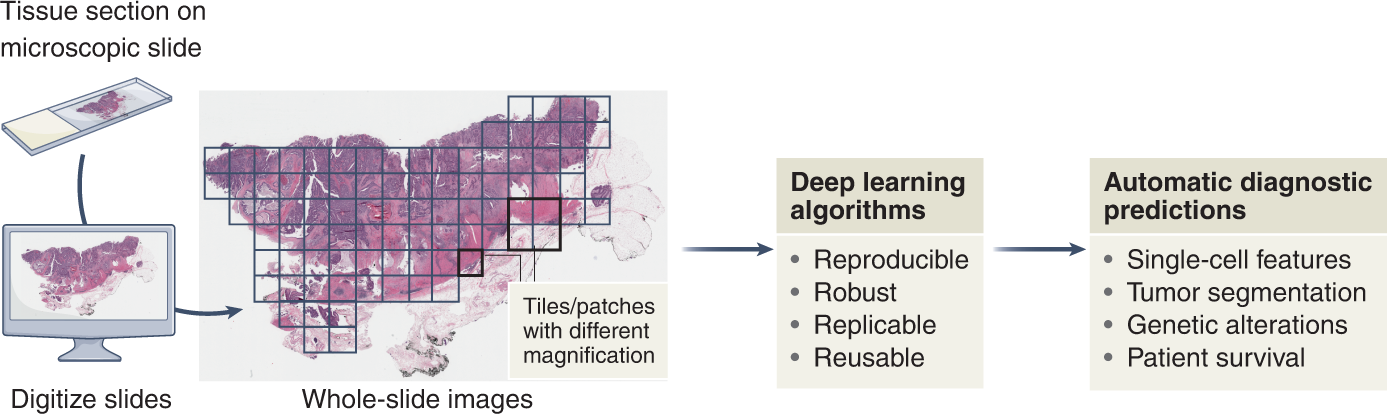 Tissue section on
microscopic slide
Digitize slides
Tiles/patches
with different
magnification
Whole-slide images
Deep learning
algorithms
• Reproducible
• Robust
• Replicable
• Reusable
Automatic diagnostic
predictions
• Single-cell features
• Tumor segmentation
• Genetic alterations
• Patient survival